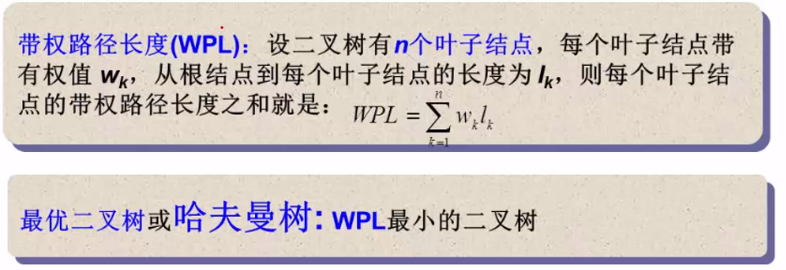 带权路径长度(WPL)：设二叉树有n个叶子结点，每个叶子结点带
有权值 wk，从根结点到每个叶子结点的长度为 lk，则每个叶子结
点的带权路径长度之和就是： WPL = ∑_{k=1}^{n} w_k l_k
最优二叉树或哈夫曼树: WPL最小的二叉树